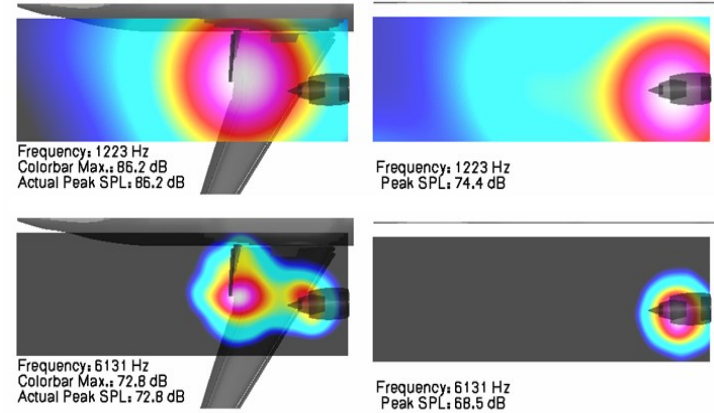 Frequency: 1223 Hz
Colorbar Max.: 86.2 dB
Actual Peak SPL: 86.2 dB
Frequency: 1223 Hz
Peak SPL: 74.4 dB
Frequency: 6131 Hz
Colorbar Max.: 72.8 dB
Actual Peak SPL: 72.8 dB
Frequency: 6131 Hz
Peak SPL: 68.5 dB